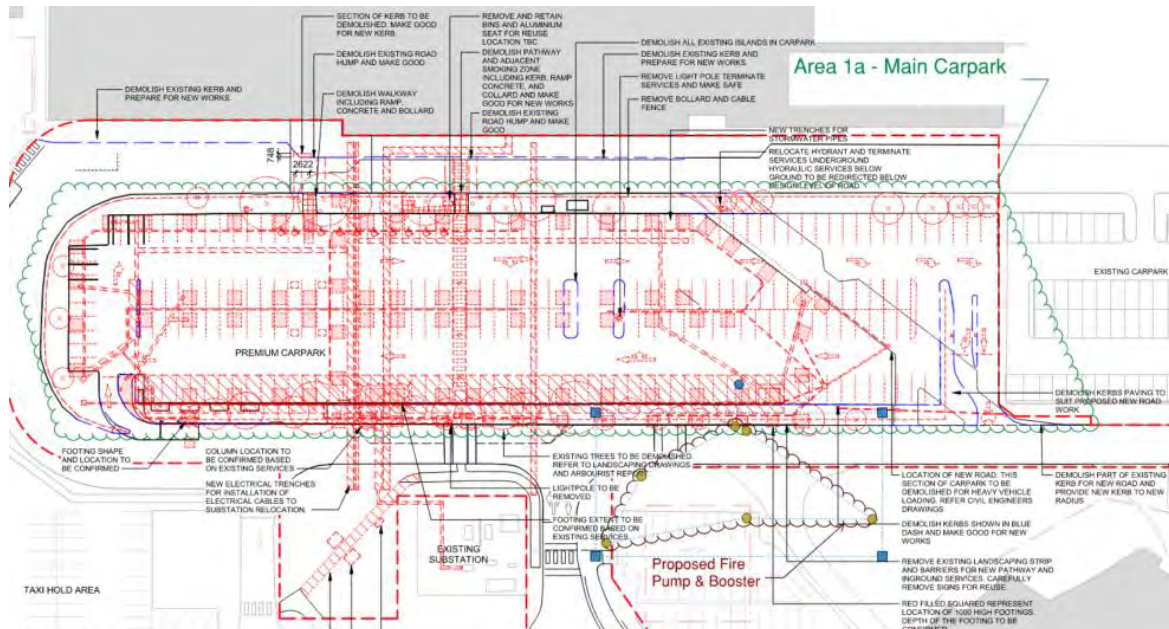 SECTION OF KERB TO BE
DEMOLISHED. MAKE GOOD
FOR NEW KERB.
DEMOLISH EXISTING ROAD
HUMP AND MAKE GOOD
DEMOLISH EXISTING KERB AND
PREPARE FOR NEW WORKS.
DEMOLISH WALKWAY
INCLUDING RAMP,
CONCRETE AND BOLLARD
REMOVE AND RETAIN
BINS AND ALUMINIUM
SEAT FOR REUSE
LOCATION TBC
DEMOLISH PATHWAY
AND ADJACENT
SMOKING ZONE
INCLUDING KERB, RAMP
CONCRETE, AND
COLLARD AND MAKE
GOOD FOR NEW WORKS
DEMOLISH EXISTING
ROAD HUMP AND MAKE
GOOD
DEMOLISH ALL EXISTING ISLANDS IN CARPARK
DEMOLISH EXISTING KERB AND
PREPARE FOR NEW WORKS.
REMOVE LIGHT POLE TERMINATE
SERVICES AND MAKE SAFE
REMOVE BOLLARD AND CABLE
FENCE
Area 1a - Main Carpark
NEW TRENCHES FOR
STORMWATER PIPES
RELOCATE HYDRANT AND TERMINATE
SERVICES UNDERGROUND
HYDRAULIC SERVICES BELOW
GROUND TO BE REDIRECTED BELOW
DESIGN LEVEL OF ROAD
748
2622
EXISTING CARPARK
PREMIUM CARPARK
DEMOLISH KERBS PAVING TO
SUIT PROPOSED NEW ROAD
WORK
FOOTING SHAPE
AND LOCATION TO
BE CONFIRMED
COLUMN LOCATION TO
BE CONFIRMED BASED
ON EXISTING SERVICES
NEW ELECTRICAL TRENCHES
FOR INSTALLATION OF
ELECTRICAL CABLES TO
SUBSTATION RELOCATION.
EXISTING TREES TO BE DEMOLISHED
REFER TO LANDSCAPING DRAWINGS
AND ARBOURIST REPORT
LIGHTPOLE TO BE
REMOVED
FOOTING EXTENT TO BE
CONFIRMED BASED ON
EXISTING SERVICES
LOCATION OF NEW ROAD. THIS
SECTION OF CARPARK TO BE
DEMOLISHED FOR HEAVY VEHICLE
LOADING. REFER CIVIL ENGINEERS
DRAWINGS
DEMOLISH PART OF EXISTING
KERB FOR NEW ROAD AND
PROVIDE NEW KERB TO NEW
RADIUS
DEMOLISH KERBS SHOWN IN BLUE
DASH AND MAKE GOOD FOR NEW
WORKS
EXISTING
SUBSTATION
Proposed Fire
Pump & Booster
REMOVE EXISTING LANDSCAPING STRIP
AND BARRIERS FOR NEW PATHWAY AND
INGROUND SERVICES. CAREFULLY
REMOVE SIGNS FOR REUSE.
TAXI HOLD AREA
RED FILLED SQUARED REPRESENT
LOCATION OF 1000 HIGH FOOTINGS.
DEPTH OF THE FOOTING TO BE
CONFIRMED